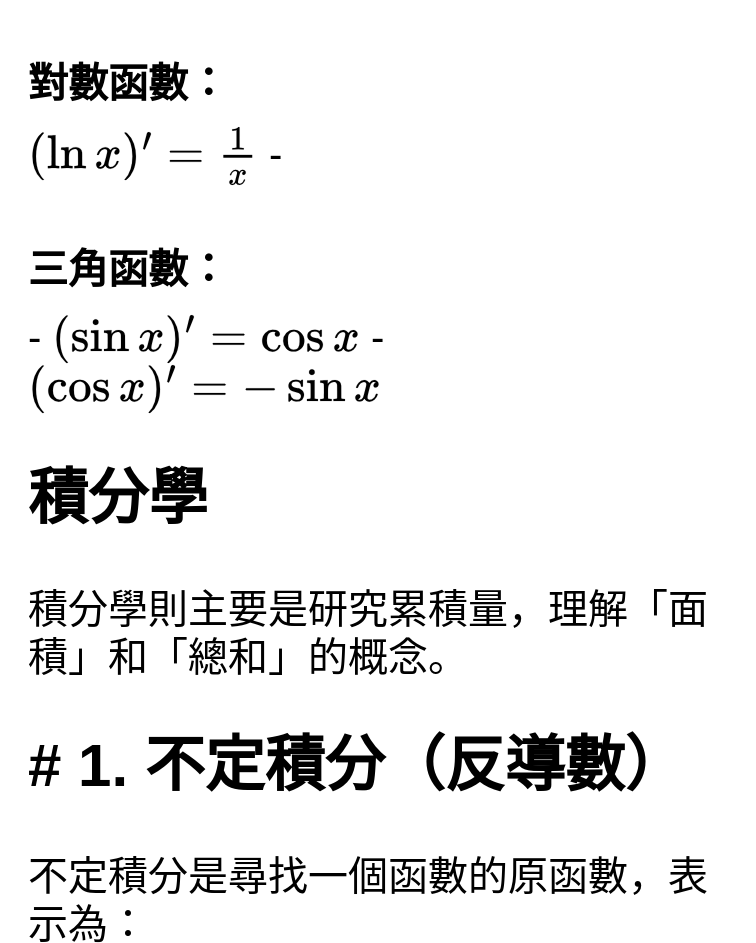 對數函數：
(ln x)′ = 1/x -
三角函數：
- (sin x)′ = cos x -
(cos x)′ = − sin x
積分學
積分學則主要是研究累積量，理解「面
積」和「總和」的概念。
# 1. 不定積分（反導數）
不定積分是尋找一個函數的原函數，表
示為：